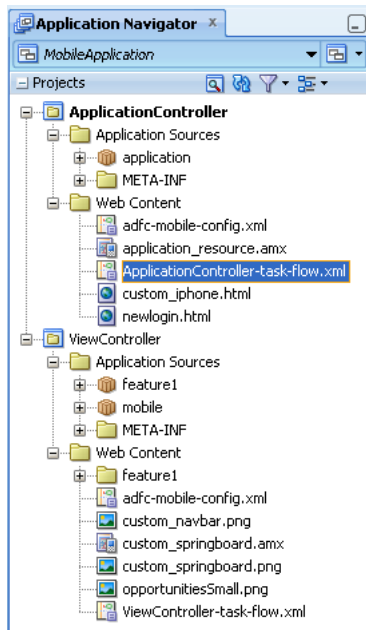 Application Navigator
MobileApplication
Projects
ApplicationController
Application Sources
application
META-INF
Web Content
adfc-mobile-config.xml
application_resource.amx
ApplicationController-task-flow.xml
custom_iphone.html
newlogin.html
ViewController
Application Sources
feature1
mobile
META-INF
Web Content
feature1
adfc-mobile-config.xml
custom_navbar.png
custom_springboard.amx
custom_springboard.png
opportunitiesSmall.png
ViewController-task-flow.xml